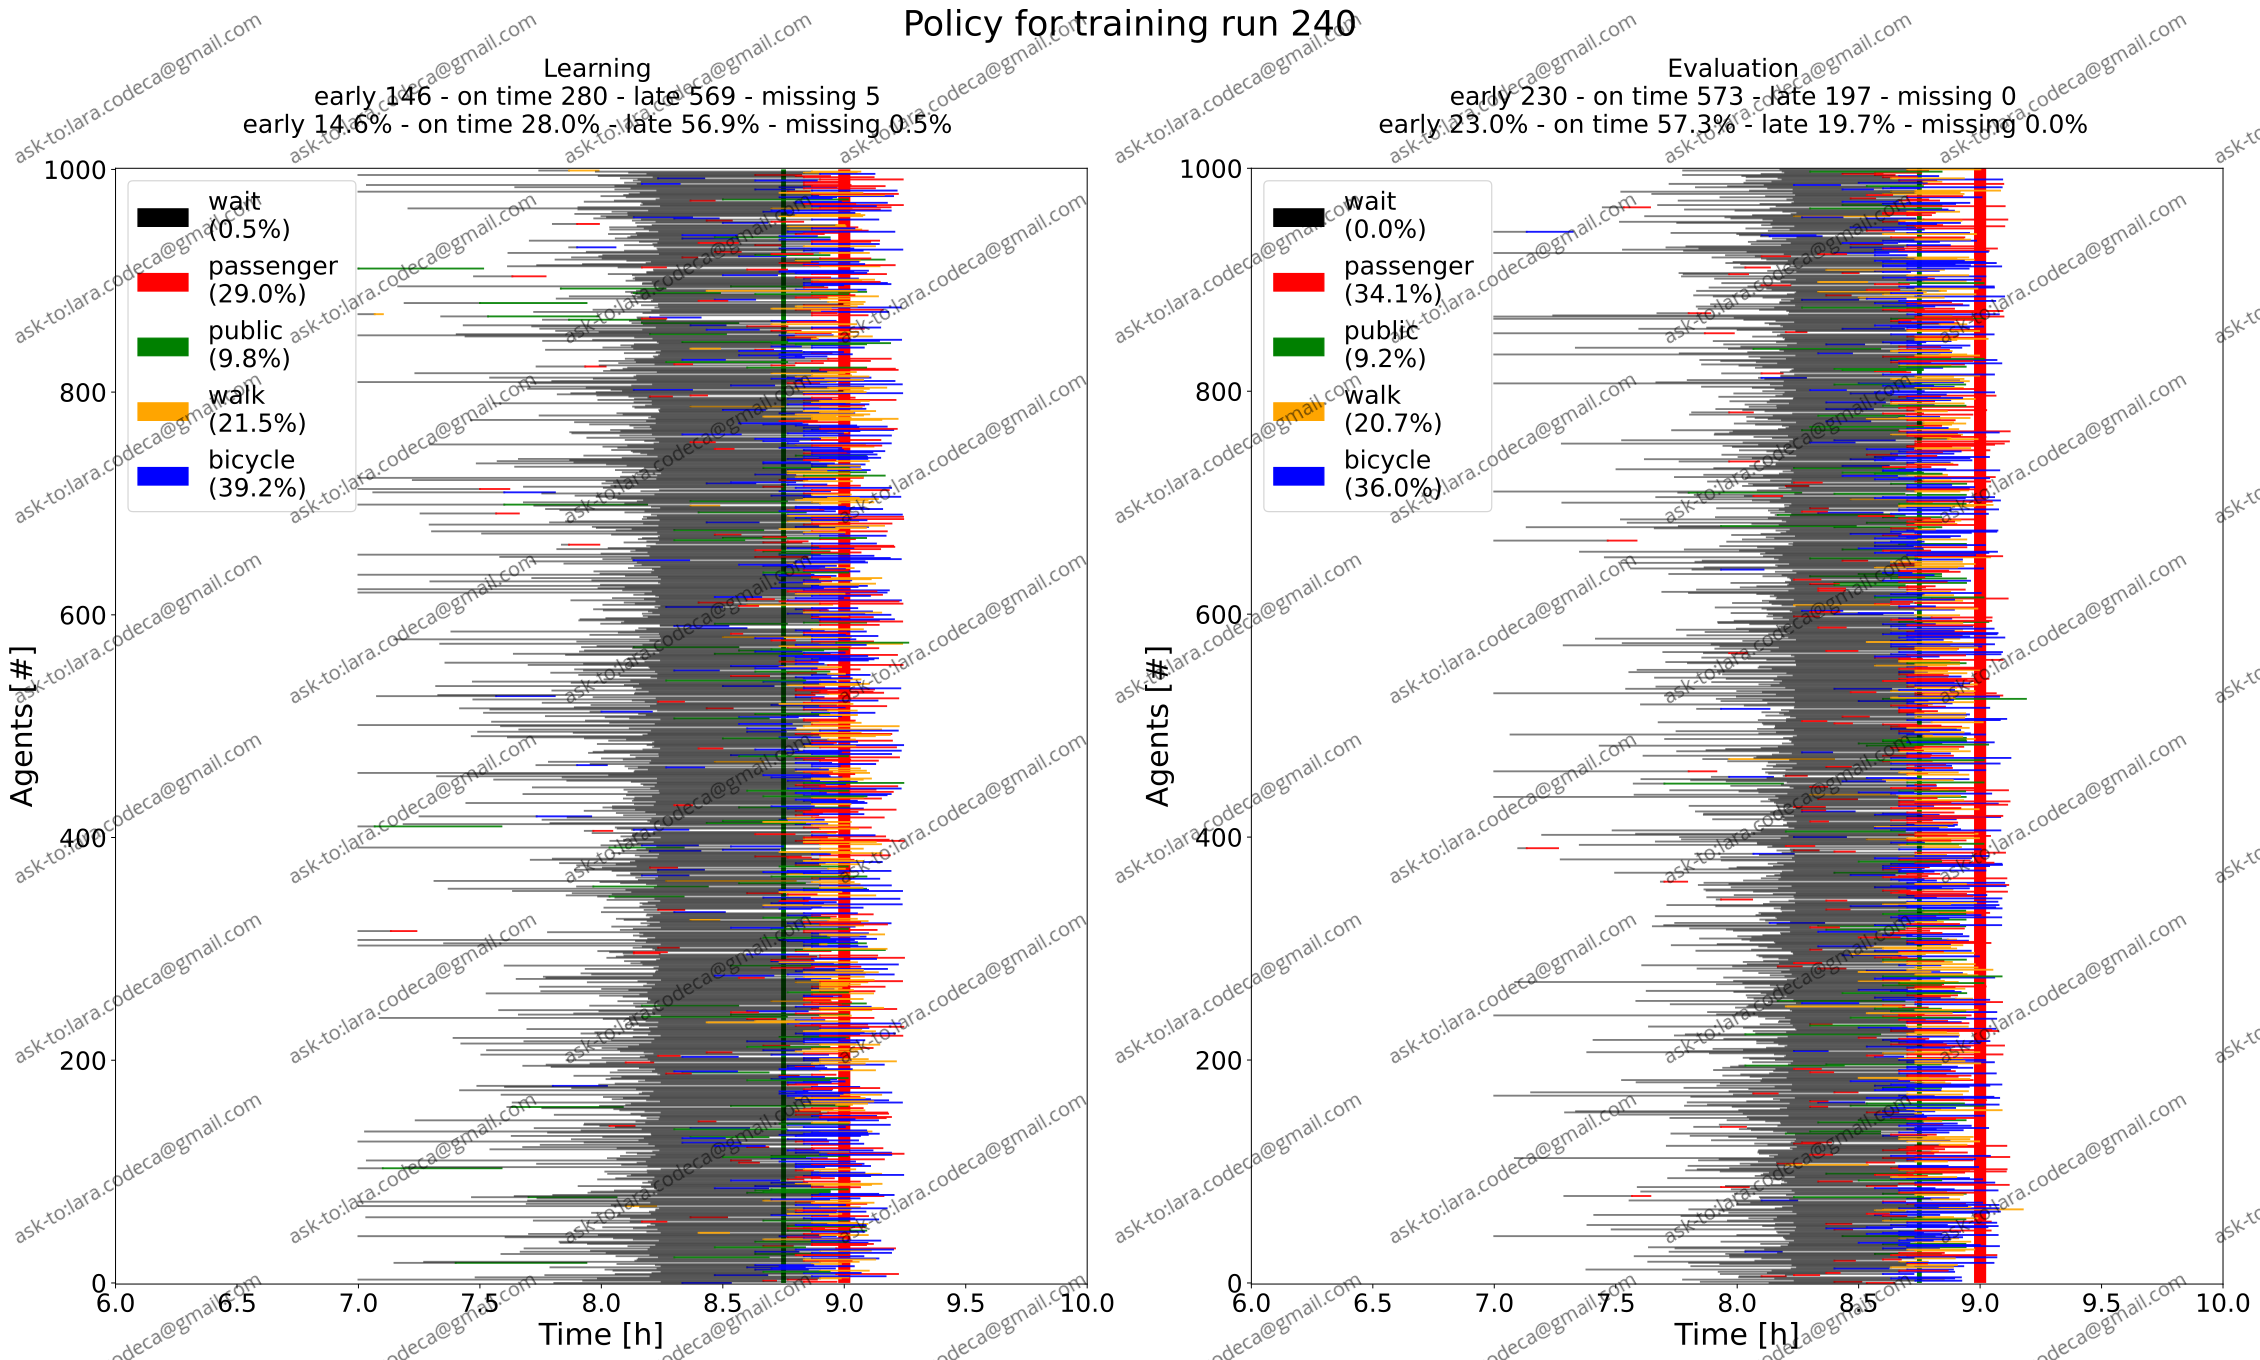 Policy for training run 240
Learning
early 146 - on time 280 - late 569 - missing 5
early 14.6% - on time 28.0% - late 56.9% - missing 0.5%
1000
800
600
400
200
0
Agents [#]
wait
(0.5%)
passenger
(29.0%)
public
(9.8%)
walk
(21.5%)
bicycle
(39.2%)
6.0 6.5 7.0 7.5 8.0 8.5 9.0 9.5 10.0
Time [h]
Evaluation
early 230 - on time 573 - late 197 - missing 0
early 23.0% - on time 57.3% - late 19.7% - missing 0.0%
1000
800
600
400
200
0
Agents [#]
wait
(0.0%)
passenger
(34.1%)
public
(9.2%)
walk
(20.7%)
bicycle
(36.0%)
6.0 6.5 7.0 7.5 8.0 8.5 9.0 9.5 10.0
Time [h]
ask-to:lara.codeca@gmail.com